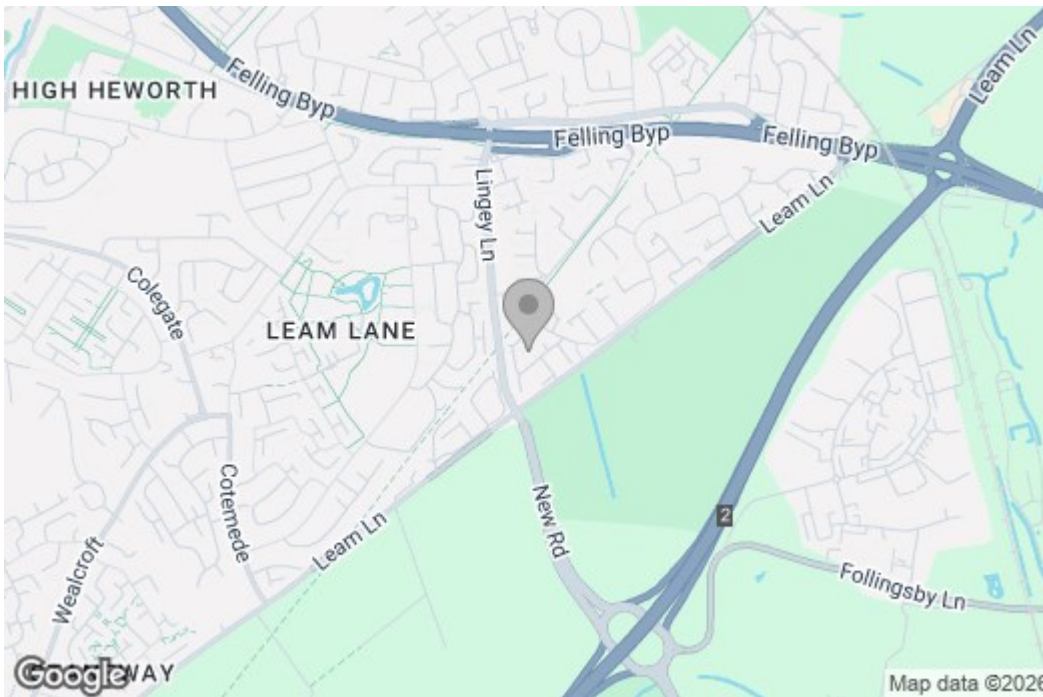 HIGH HEWORTH
Felling Byp
Felling Byp
Felling Byp
Leam Ln
Lingey Ln
Leam Ln
Colegate
LEAM LANE
Cotemede
Wealcroft
Leam Ln
New Rd
2
Follingsby Ln
WAY
Google
Map data ©2026